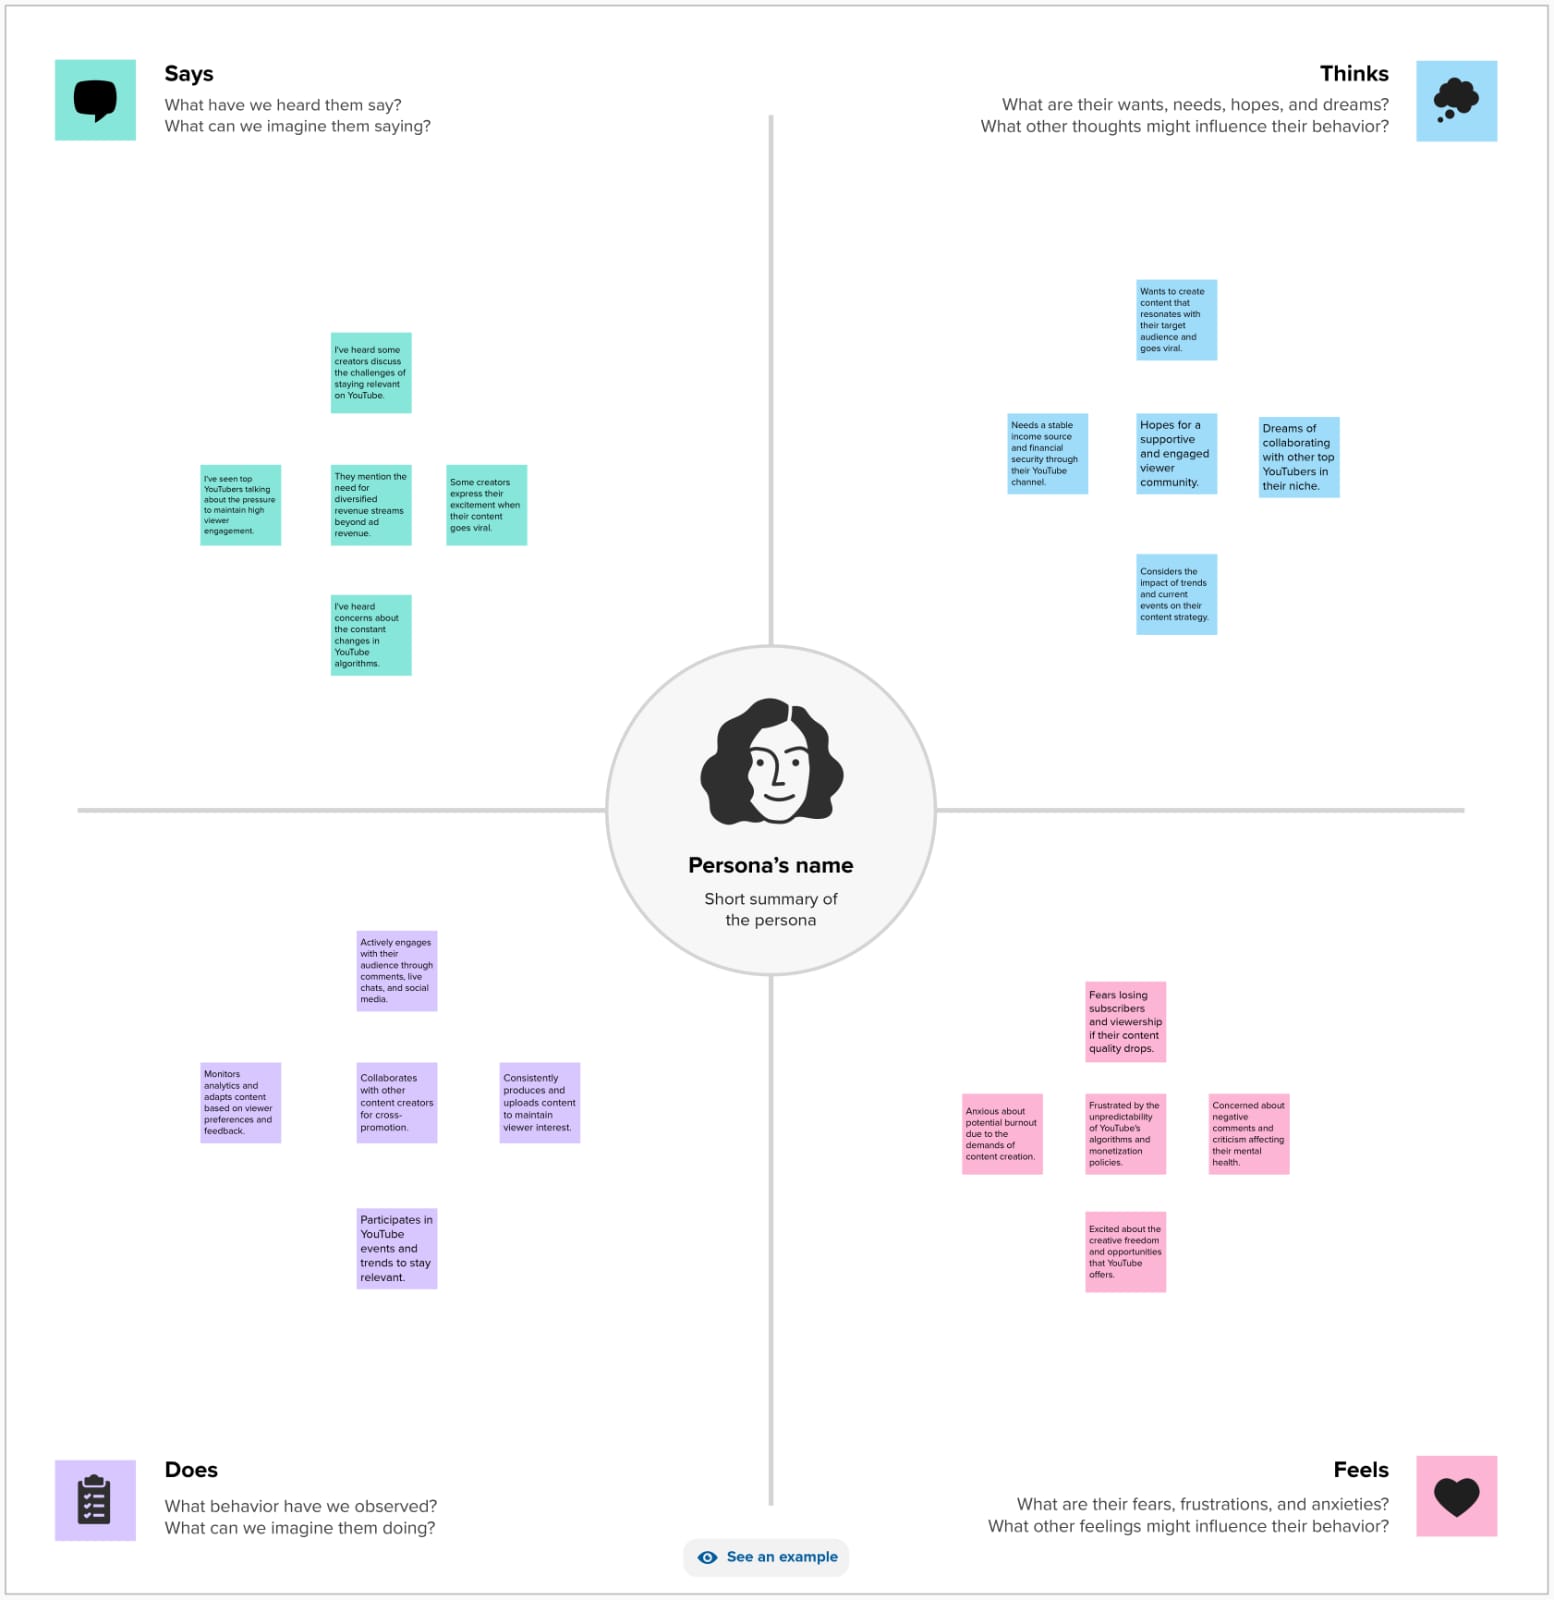 Says
What have we heard them say?
What can we imagine them saying?
Thinks
What are their wants, needs, hopes, and dreams?
What other thoughts might influence their behavior?
I've heard some
creators discuss
the challenges of
staying relevant
on YouTube.
I've seen top
YouTubers talking
about the pressure
to maintain high
viewer
engagement.
They mention the
need for
diversified
revenue streams
beyond ad
revenue.
Some creators
express their
excitement when
their content
goes viral.
I've heard
concerns about
the constant
changes in
YouTube
algorithms.
Wants to create
content that
resonates with
their target
audience and
goes viral.
Needs a stable
income source
and financial
security through
their YouTube
channel.
Hopes for a
supportive
and engaged
viewer
community.
Dreams of
collaborating
with other top
YouTubers in
their niche.
Considers the
impact of trends
and current
events on their
content strategy.
Persona’s name
Short summary of
the persona
Actively engages
with their
audience through
comments, live
chats, and social
media.
Monitors
analytics and
adapts content
based on viewer
preferences and
feedback.
Collaborates
with other
content creators
for cross-
promotion.
Consistently
produces and
uploads content
to maintain
viewer interest.
Participates in
YouTube
events and
trends to stay
relevant.
Fears losing
subscribers
and viewership
if their content
quality drops.
Anxious about
potential burnout
due to the
demands of
content creation.
Frustrated by the
unpredictability
of YouTube's
algorithms and
monetization
policies.
Concerned about
negative
comments and
criticism affecting
their mental
health.
Excited about the
creative freedom
and opportunities
that YouTube
offers.
Does
What behavior have we observed?
What can we imagine them doing?
Feels
What are their fears, frustrations, and anxieties?
What other feelings might influence their behavior?
See an example